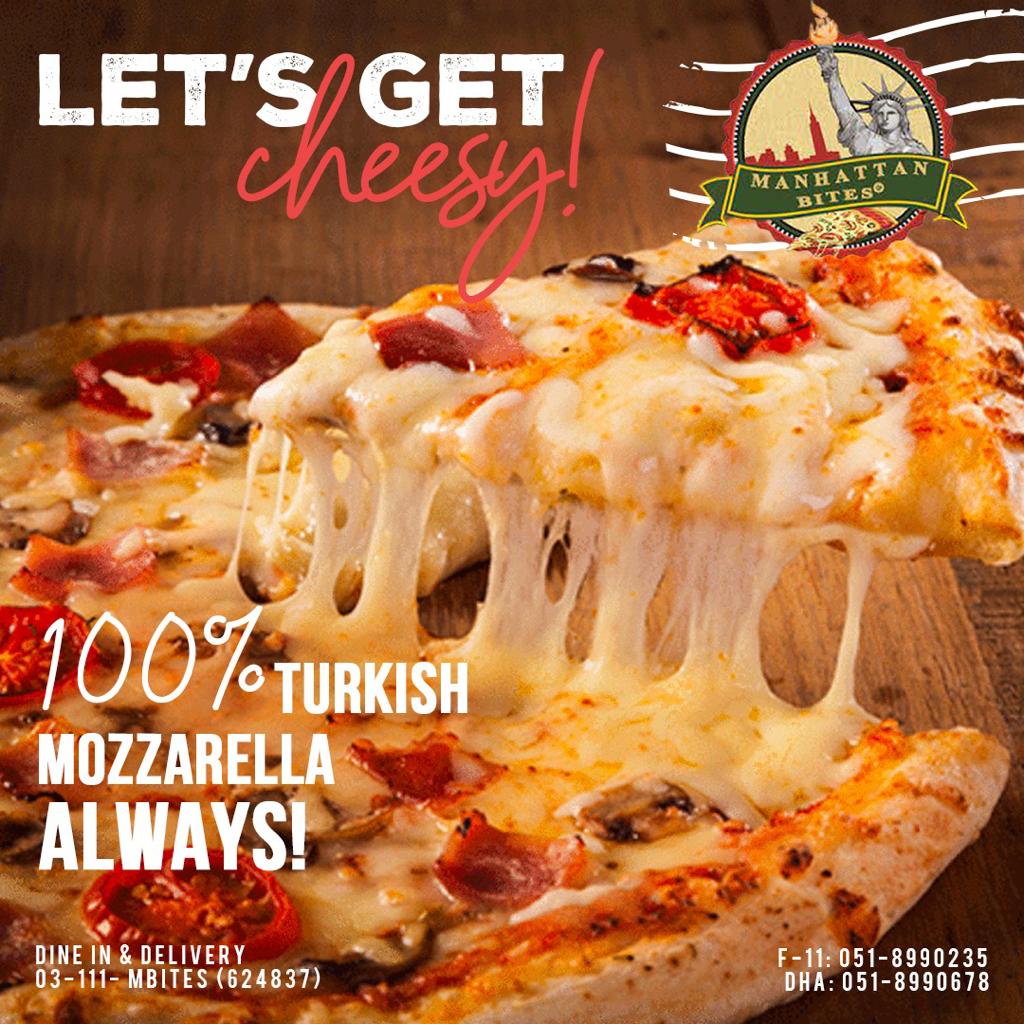 LET'S GET
cheesy!
MANHATTAN
BITES
100% TURKISH
MOZZARELLA
ALWAYS!
DINE IN & DELIVERY
03-111- MBITES (624837)
F-11: 051-8990235
DHA: 051-8990678